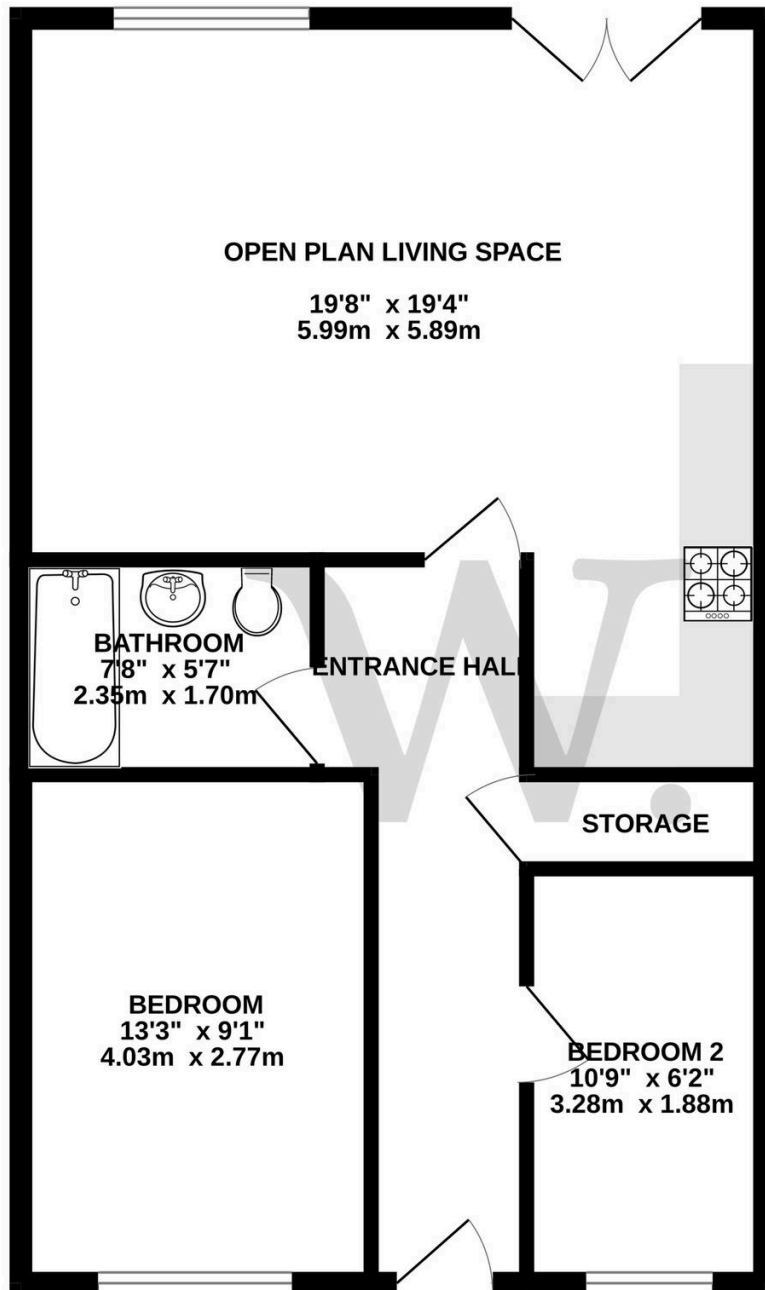 OPEN PLAN LIVING SPACE
19'8" x 19'4"
5.99m x 5.89m
BATHROOM
7'8" x 5'7"
2.35m x 1.70m
ENTRANCE HALL
STORAGE
BEDROOM
13'3" x 9'1"
4.03m x 2.77m
BEDROOM 2
10'9" x 6'2"
3.28m x 1.88m
W.